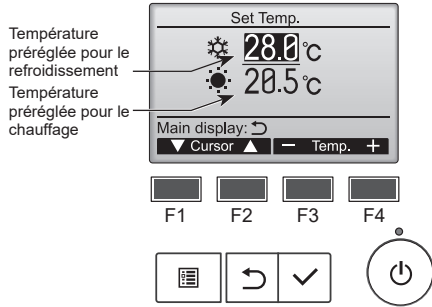 Température
préréglée pour le
refroidissement
Température
préréglée pour le
chauffage
Set Temp.
28.0 °C
20.5 °C
Main display:
Cursor − Temp. +
F1 F2 F3 F4